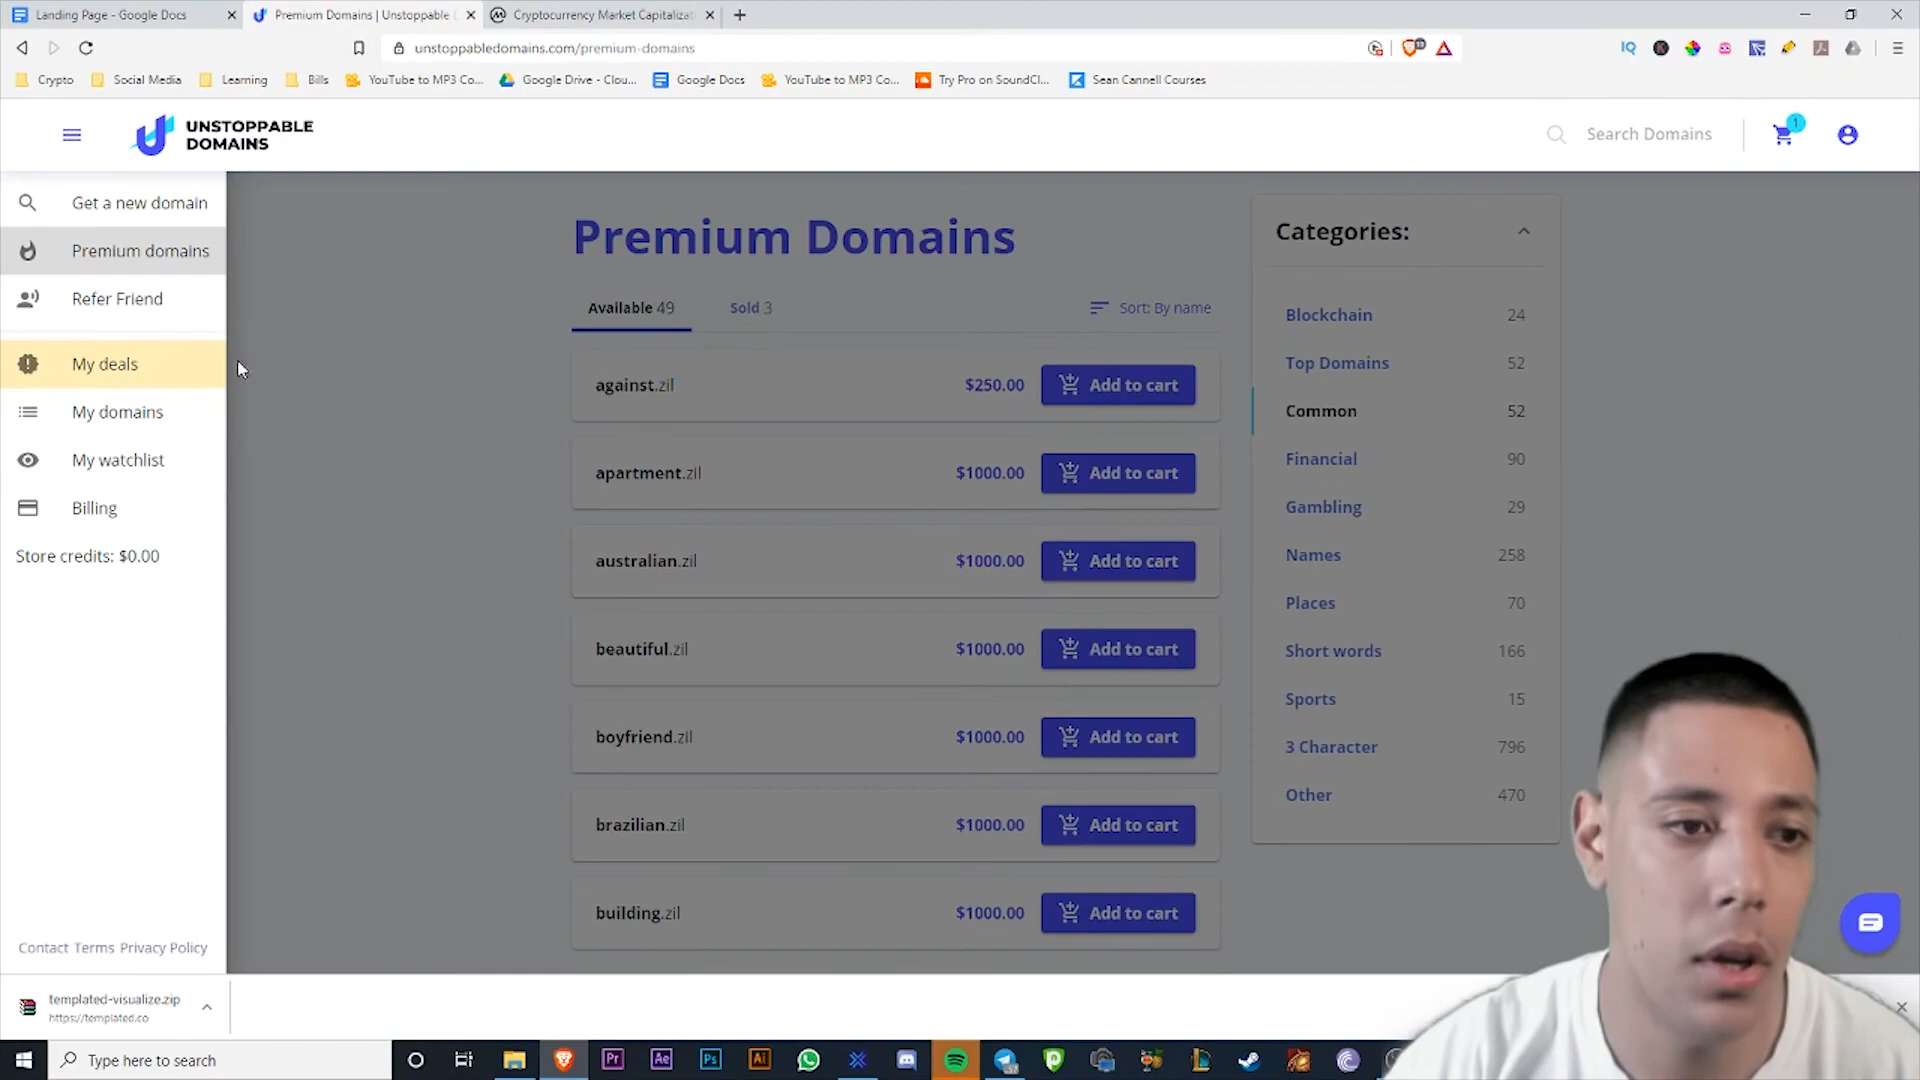 Landing Page - Google Docs
Premium Domains | Unstoppable
Cryptocurrency Market Capitalizat
unstoppabledomains.com/premium-domains
Crypto
Social Media
Learning
Bills
YouTube to MP3 Co...
Google Drive - Clou...
Google Docs
YouTube to MP3 Co...
Try Pro on SoundCl...
Sean Cannell Courses
UNSTOPPABLE
DOMAINS
Search Domains
1
Get a new domain
Premium domains
Refer Friend
My deals
My domains
My watchlist
Billing
Store credits: $0.00
Contact Terms Privacy Policy
Premium Domains
Available 49
Sold 3
Sort: By name
against.zil $250.00 Add to cart
apartment.zil $1000.00 Add to cart
australian.zil $1000.00 Add to cart
beautiful.zil $1000.00 Add to cart
boyfriend.zil $1000.00 Add to cart
brazilian.zil $1000.00 Add to cart
building.zil $1000.00 Add to cart
Categories:
Blockchain 24
Top Domains 52
Common 52
Financial 90
Gambling 29
Names 258
Places 70
Short words 166
Sports 15
3 Character 796
Other 470
templated-visualize.zip
https://templated.co
Type here to search
Pr
Ae
Ps
Ai